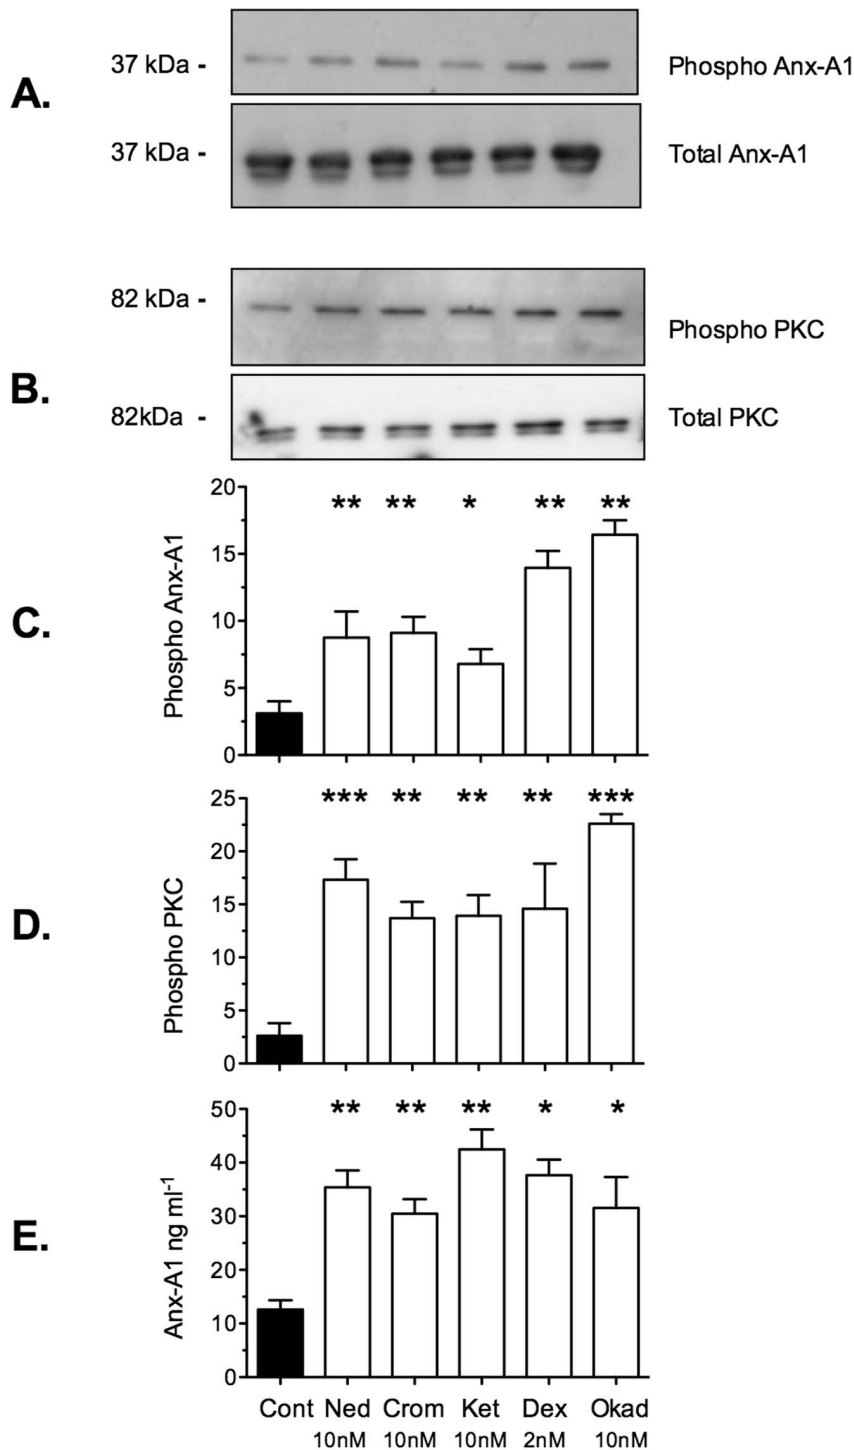 A.
37 kDa -
Phospho Anx-A1
37 kDa -
Total Anx-A1
B.
82 kDa -
Phospho PKC
82kDa -
Total PKC
C.
Phospho Anx-A1
20
15
10
5
0
** ** * ** **
D.
Phospho PKC
25
20
15
10
5
0
*** ** ** ** ***
E.
Anx-A1 ng ml⁻¹
50
40
30
20
10
0
** ** ** * *
Cont Ned Crom Ket Dex Okad
10nM 10nM 10nM 2nM 10nM